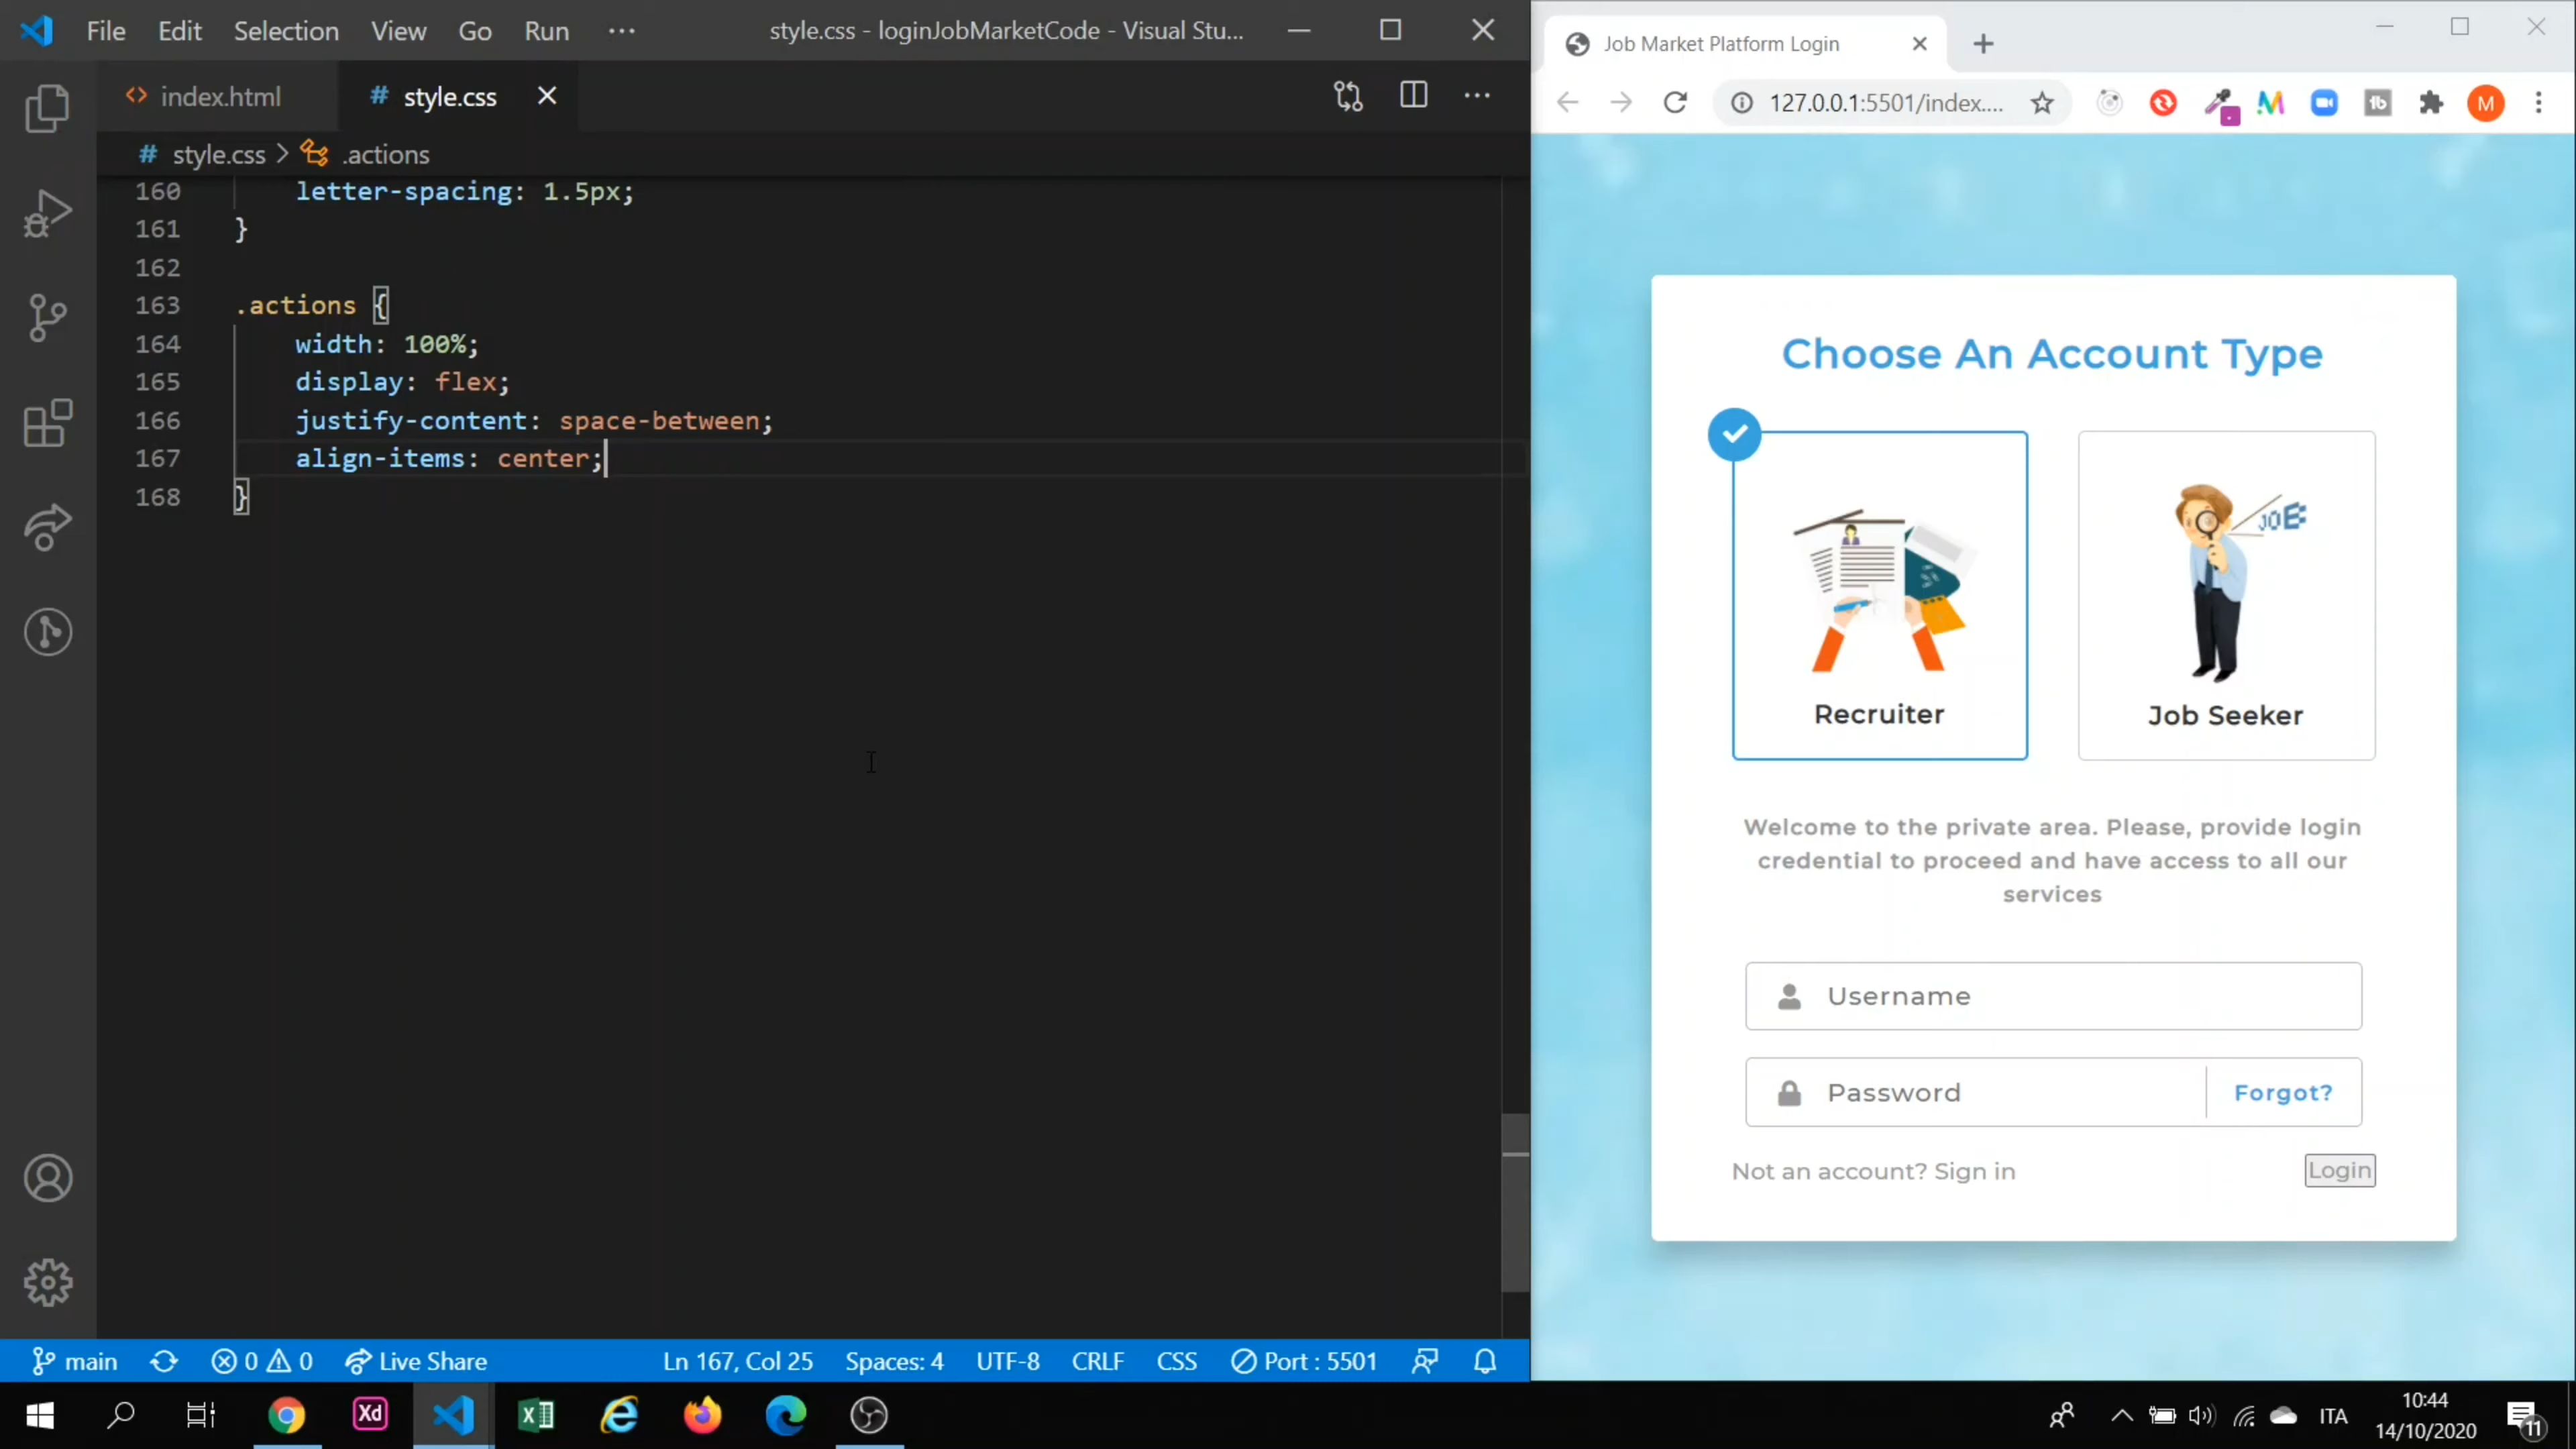 File Edit Selection View Go Run ··· style.css - loginJobMarketCode - Visual Stu...
index.html # style.css
# style.css > .actions
160 letter-spacing: 1.5px;
161 }
162
163 .actions {
164 width: 100%;
165 display: flex;
166 justify-content: space-between;
167 align-items: center;
168 }
main 0 0 Live Share Ln 167, Col 25 Spaces: 4 UTF-8 CRLF CSS Port : 5501
Job Market Platform Login
127.0.0.1:5501/index.... M
Choose An Account Type
JOB
Recruiter
Job Seeker
Welcome to the private area. Please, provide login
credential to proceed and have access to all our
services
Username
Password Forgot?
Not an account? Sign in Login
Xd
ITA
10:44
14/10/2020
11